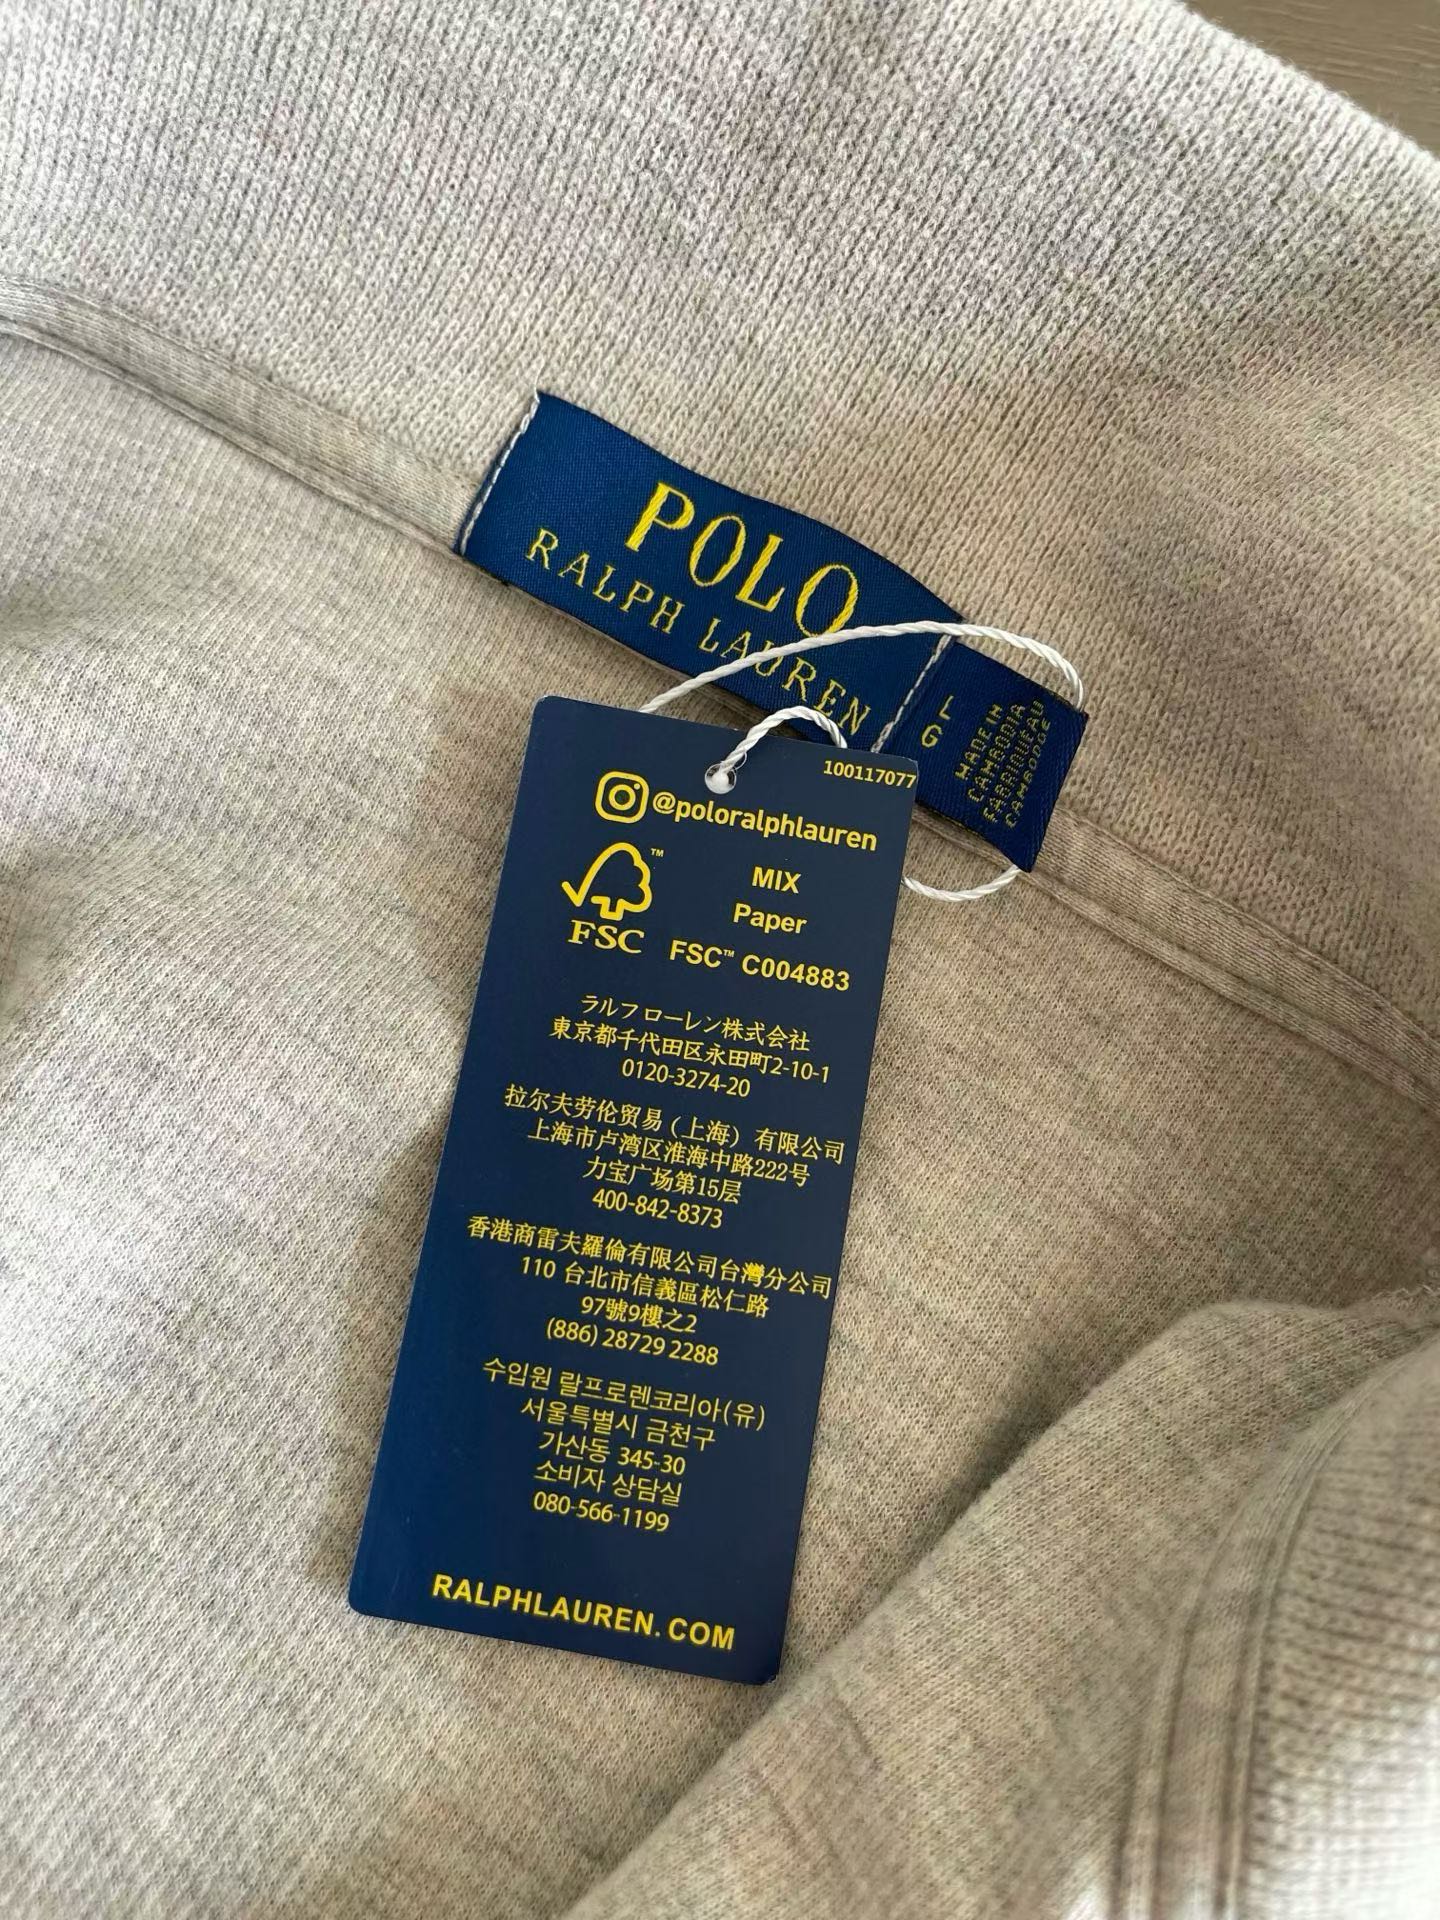 POLO
RALPH LAUREN
L
G
MADE IN
CAMBODIA
FABRIQUÉ AU
CAMBODGE
100117077
@poloralphlauren
FSC
MIX
Paper
FSC™ C004883
ラルフ ローレン株式会社
東京都千代田区永田町2-10-1
0120-3274-20
拉尔夫劳伦贸易（上海）有限公司
上海市卢湾区淮海中路222号
力宝广场第15层
400-842-8373
香港商雷夫羅倫有限公司台灣分公司
110 台北市信義區松仁路
97號9樓之2
(886) 28729 2288
수입원 랄프로렌코리아(유)
서울특별시 금천구
가산동 345-30
소비자 상담실
080-566-1199
RALPHLAUREN. COM